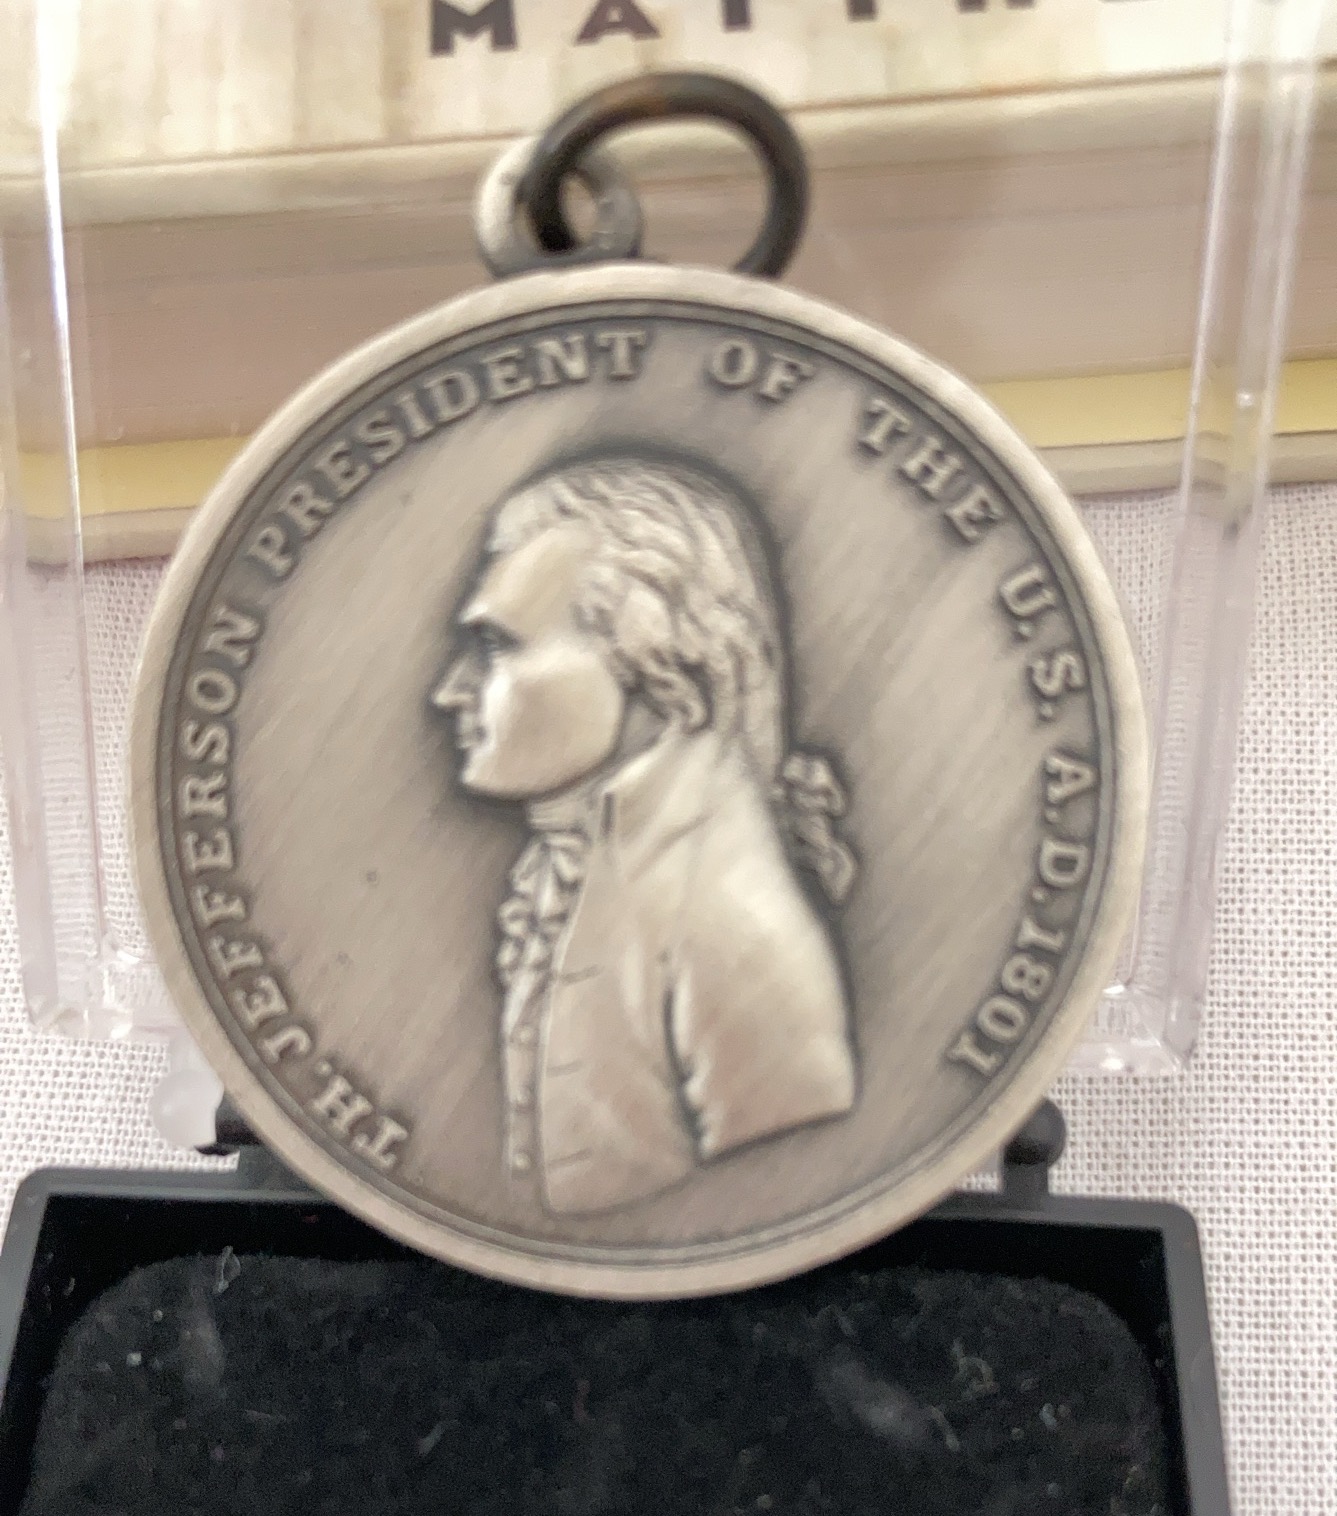 TH. JEFFERSON PRESIDENT OF THE U.S. A.D. 1801